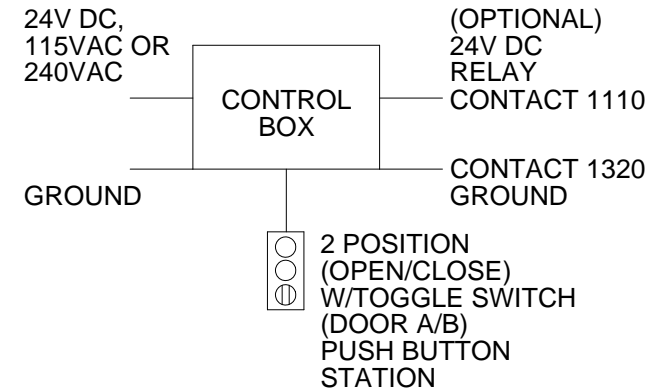 24V DC,
115VAC OR
240VAC
GROUND
CONTROL
BOX
(OPTIONAL)
24V DC
RELAY
CONTACT 1110
CONTACT 1320
GROUND
2 POSITION
(OPEN/CLOSE)
W/TOGGLE SWITCH
(DOOR A/B)
PUSH BUTTON
STATION